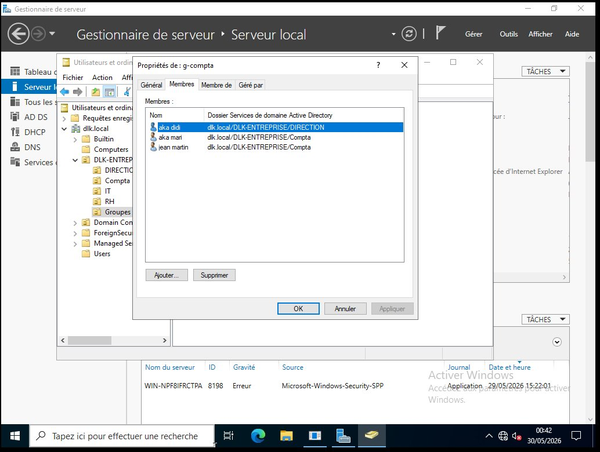 Gestionnaire de serveur
Gestionnaire de serveur ‣ Serveur local
Gérer Outils Afficher Aide
Tableau d
Serveur l
Tous les s
AD DS
DHCP
DNS
Services d
Utilisateurs et ordin
Fichier Action Aff
Utilisateurs et ordina
Requêtes enregist
dlk.local
Builtin
Computers
DLK-ENTREP
DIRECTIO
Compta
IT
RH
Groupes
Domain Con
ForeignSecu
Managed Se
Users
Propriétés de : g-compta
Général Membres Membre de Géré par
Membres :
Nom Dossier Services de domaine Active Directory
aka didi dlk.local/DLK-ENTREPRISE/DIRECTION
aka mari dlk.local/DLK-ENTREPRISE/Compta
jean martin dlk.local/DLK-ENTREPRISE/Compta
Ajouter... Supprimer
OK Annuler Appliquer
TÂCHES
cée d'Internet Explorer
TÂCHES
Nom du serveur ID Gravité Source Journal Date et heure
WIN-NPF8IFRCTPA 8198 Erreur Microsoft-Windows-Security-SPP Application 29/05/2026 15:22:01
Activer Windows
Accédez aux paramètres pour activer
Windows.
Tapez ici pour effectuer une recherche
00:42
30/05/2026